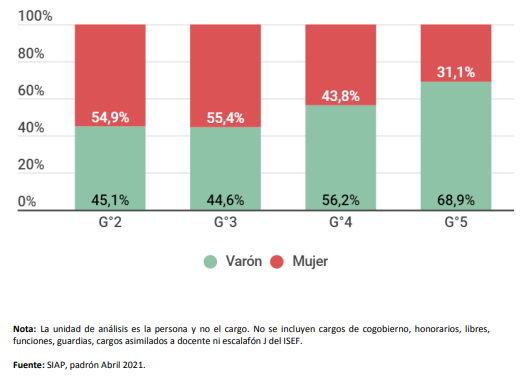 100%
80%
60%
40%
20%
0%
54,9%
55,4%
43,8%
31,1%
45,1%
44,6%
56,2%
68,9%
G°2
G°3
G°4
G°5
Varón
Mujer
Nota: La unidad de análisis es la persona y no el cargo. No se incluyen cargos de cogobierno, honorarios, libres,
funciones, guardias, cargos asimilados a docente ni escalafón J del ISEF.
Fuente: SIAP, padrón Abril 2021.